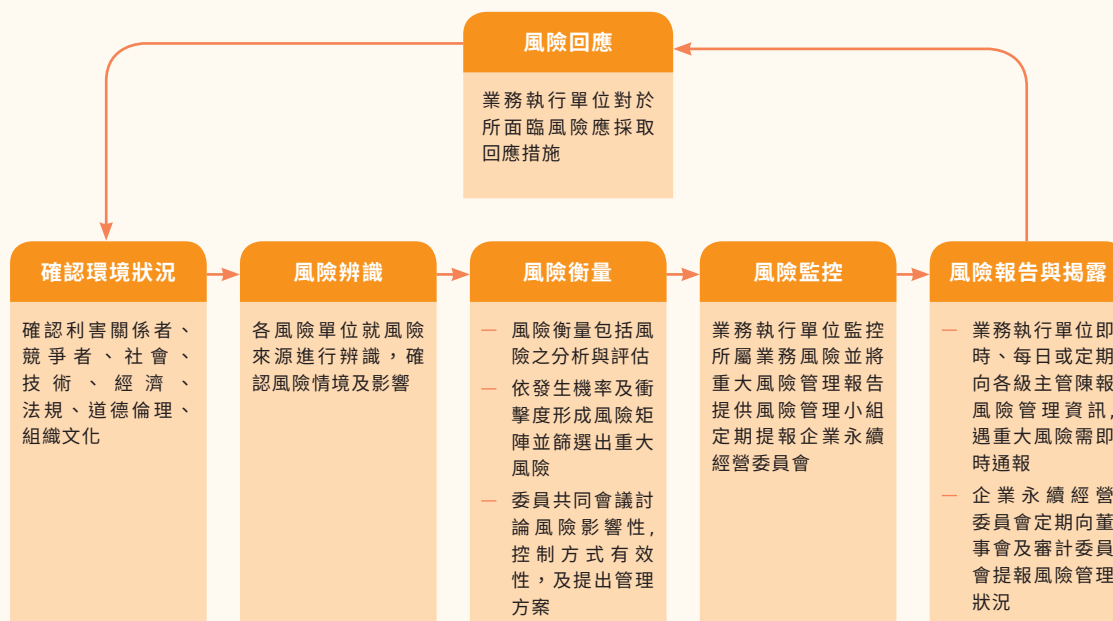 風險回應
業務執行單位對於
所面臨風險應採取
回應措施
確認環境狀況
確認利害關係者、
競爭者、社會、
技術、經濟、
法規、道德倫理、
組織文化
風險辨識
各風險單位就風險
來源進行辨識，確
認風險情境及影響
風險衡量
— 風險衡量包括風
險之分析與評估
— 依發生機率及衝
擊度形成風險矩
陣並篩選出重大
風險
— 委員共同會議討
論風險影響性,
控制方式有效
性，及提出管理
方案
風險監控
業務執行單位監控
所屬業務風險並將
重大風險管理報告
提供風險管理小組
定期提報企業永續
經營委員會
風險報告與揭露
— 業務執行單位即
時、每日或定期
向各級主管陳報
風險管理資訊,
遇重大風險需即
時通報
— 企業永續經營
委員會定期向董
事會及審計委員
會提報風險管理
狀況